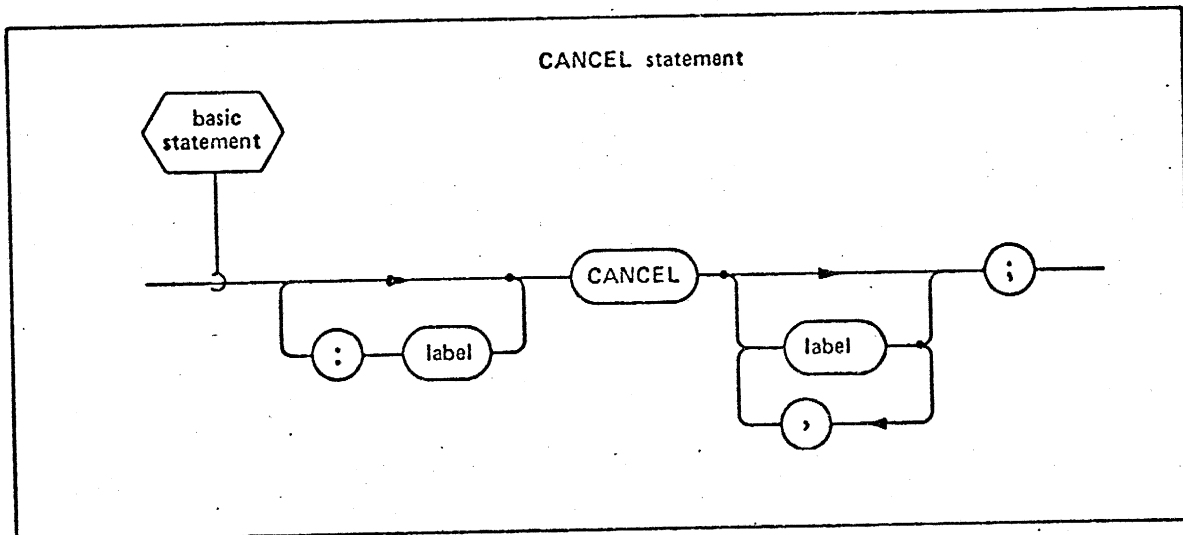 CANCEL statement
basic
statement
CANCEL
;
: label
label
,